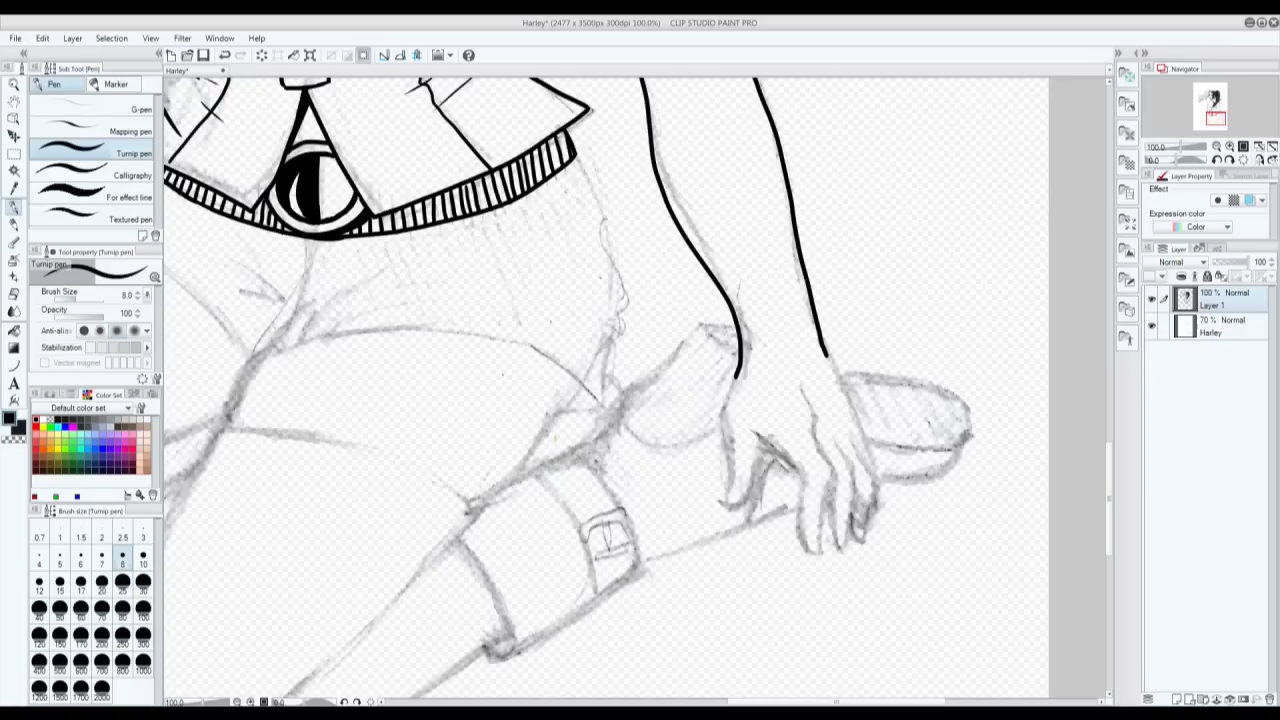 Harley* (2477 x 3500px 300dpi 100.0%) - CLIP STUDIO PAINT PRO
File Edit Layer Selection View Filter Window Help
Sub Tool [Pen]
Harley*
Pen Marker
G-pen
Mapping pen
Turnip pen
Calligraphy
For effect line
Textured pen
Tool property [Turnip pen]
Turnip pen
Brush Size 8.0
Opacity 100
Anti-alias
Stabilization
Vector magnet
Color Set
Default color set
Brush size [Turnip pen]
0.7 1 1.5 2 2.5 3
4 5 6 7 8 10
12 15 17 20 25 30
40 50 60 70 80 100
120 150 170 200 250 300
400 500 600 700 800 1000
1200 1500 1700 2000
100.0 0.0
Navigator
100.0
0.0
Layer Property Search Layer
Effect
Expression color
Color
Layer
Normal 100
100 % Normal
Layer 1
70 % Normal
Harley